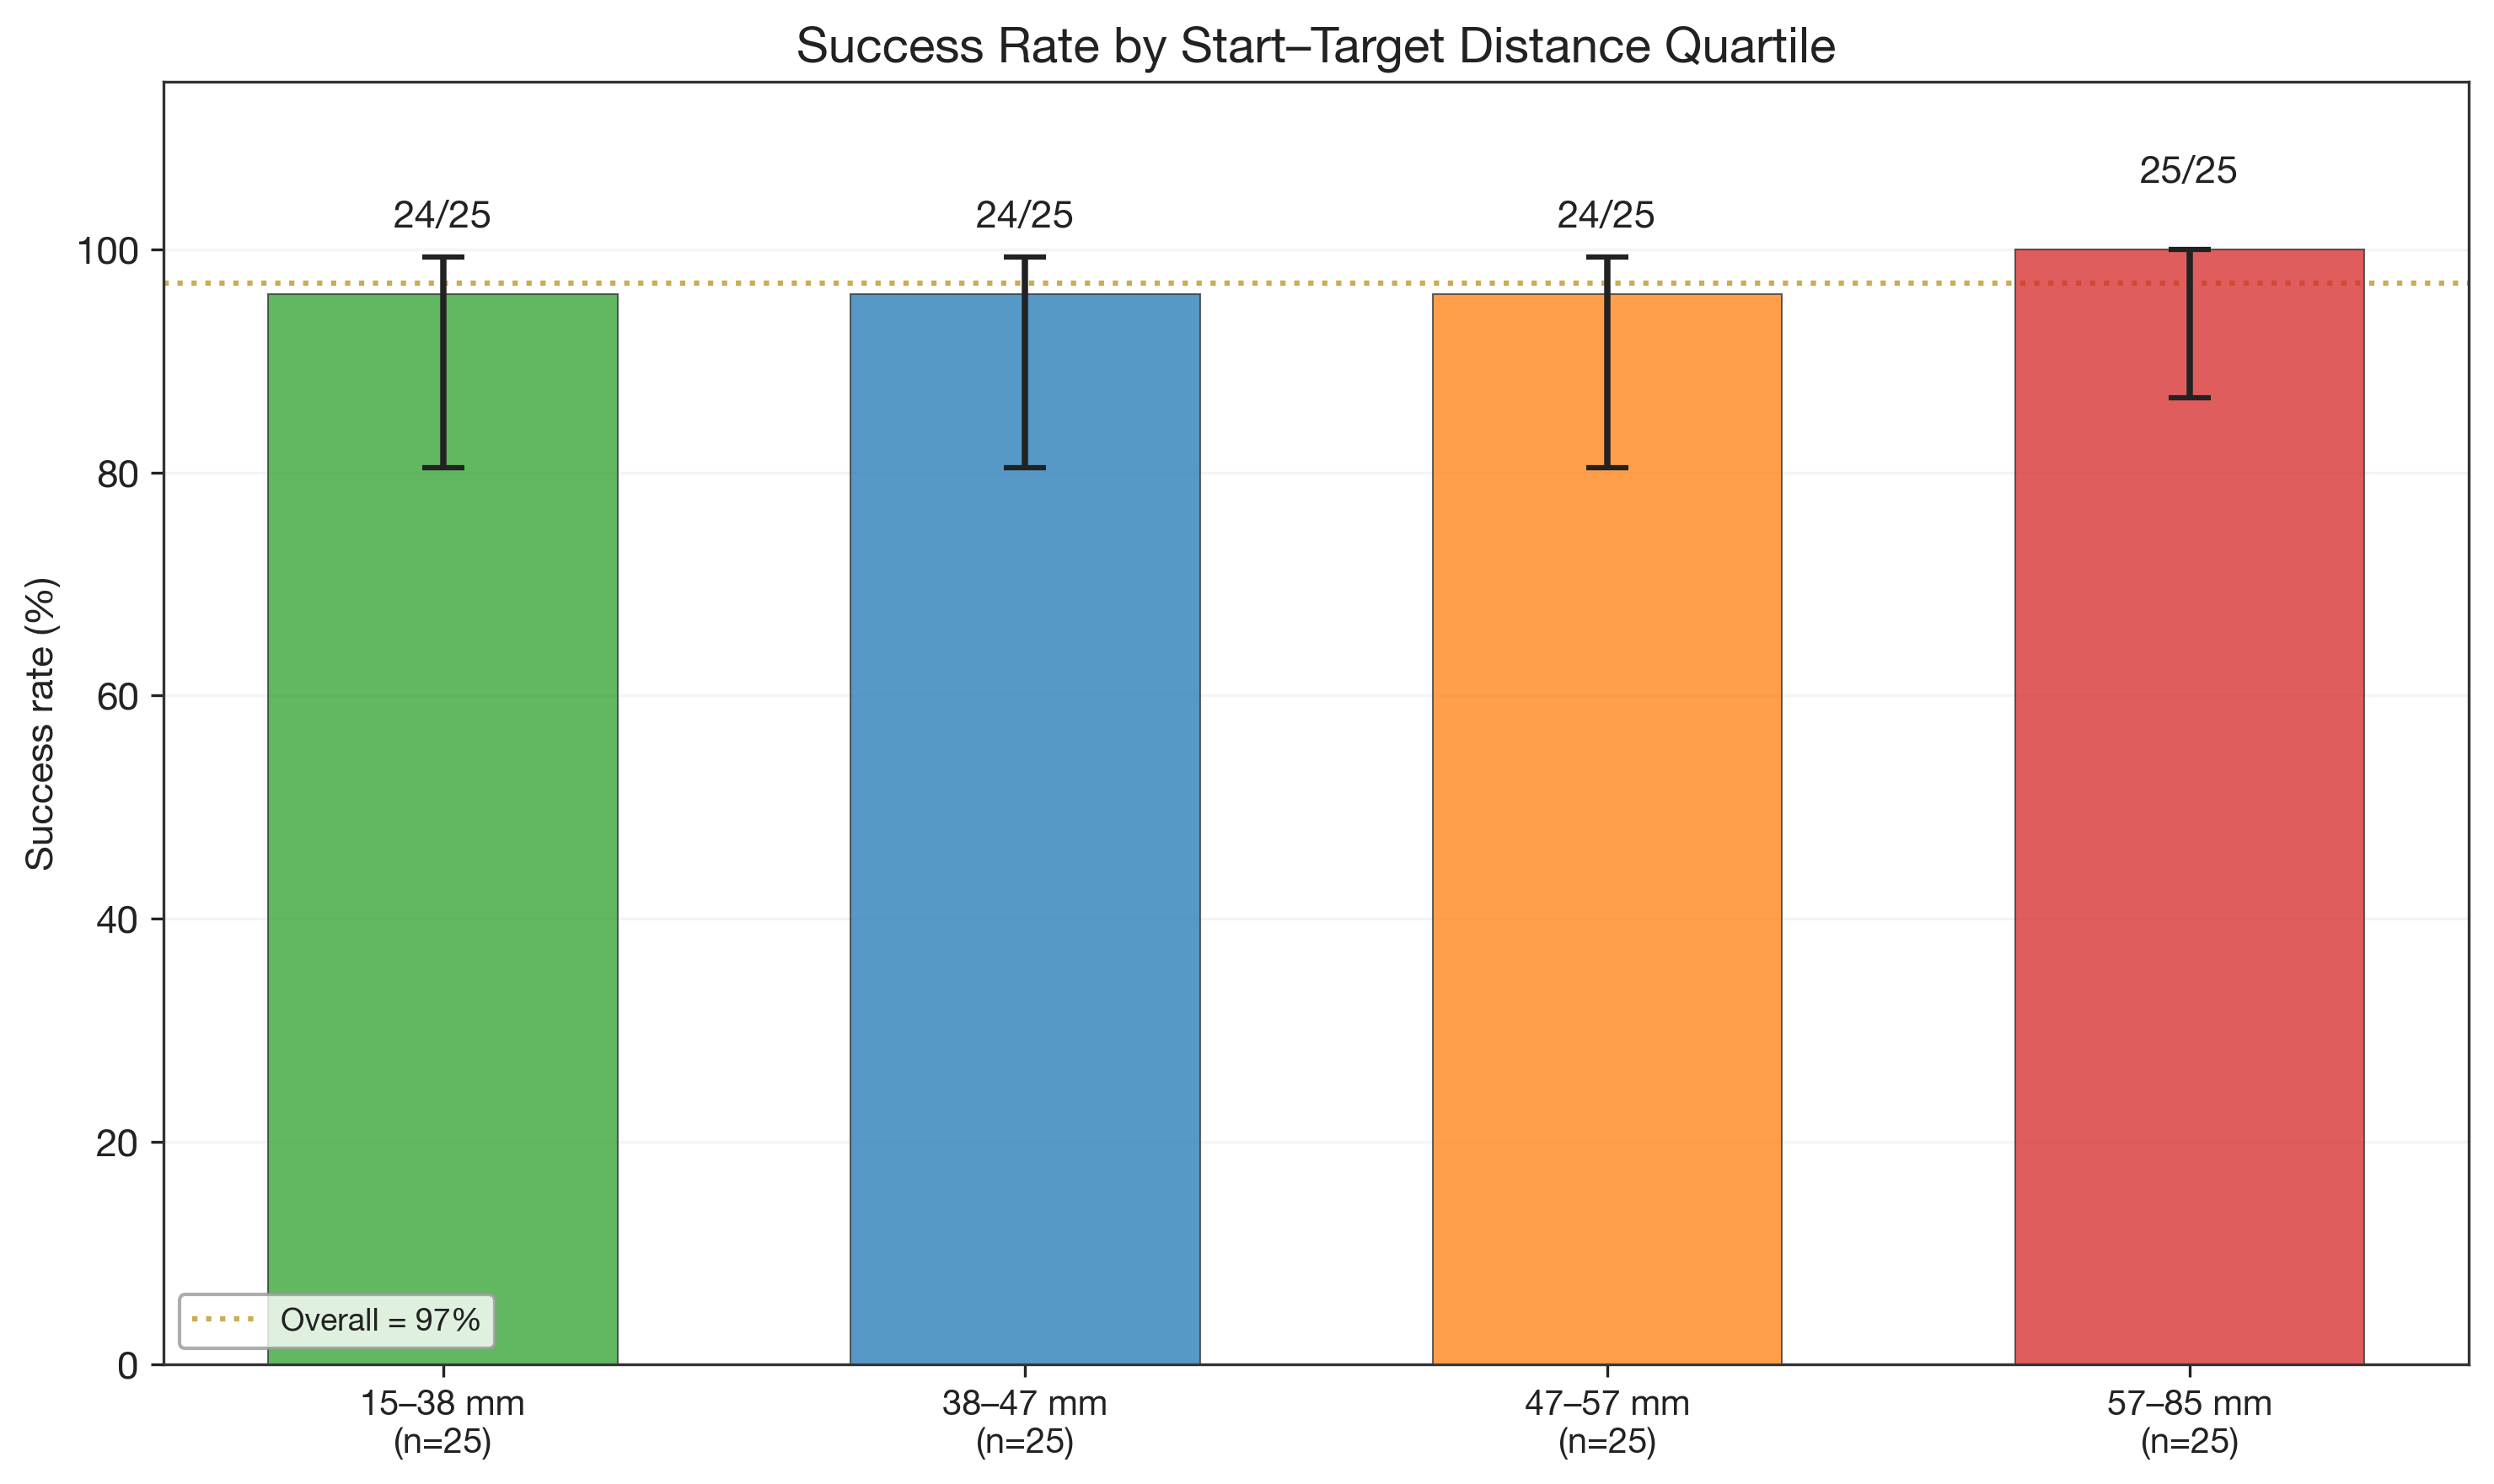 Success Rate by Start–Target Distance Quartile
24/25
24/25
24/25
25/25
100
80
60
40
20
0
Success rate (%)
Overall = 97%
15–38 mm
(n=25)
38–47 mm
(n=25)
47–57 mm
(n=25)
57–85 mm
(n=25)